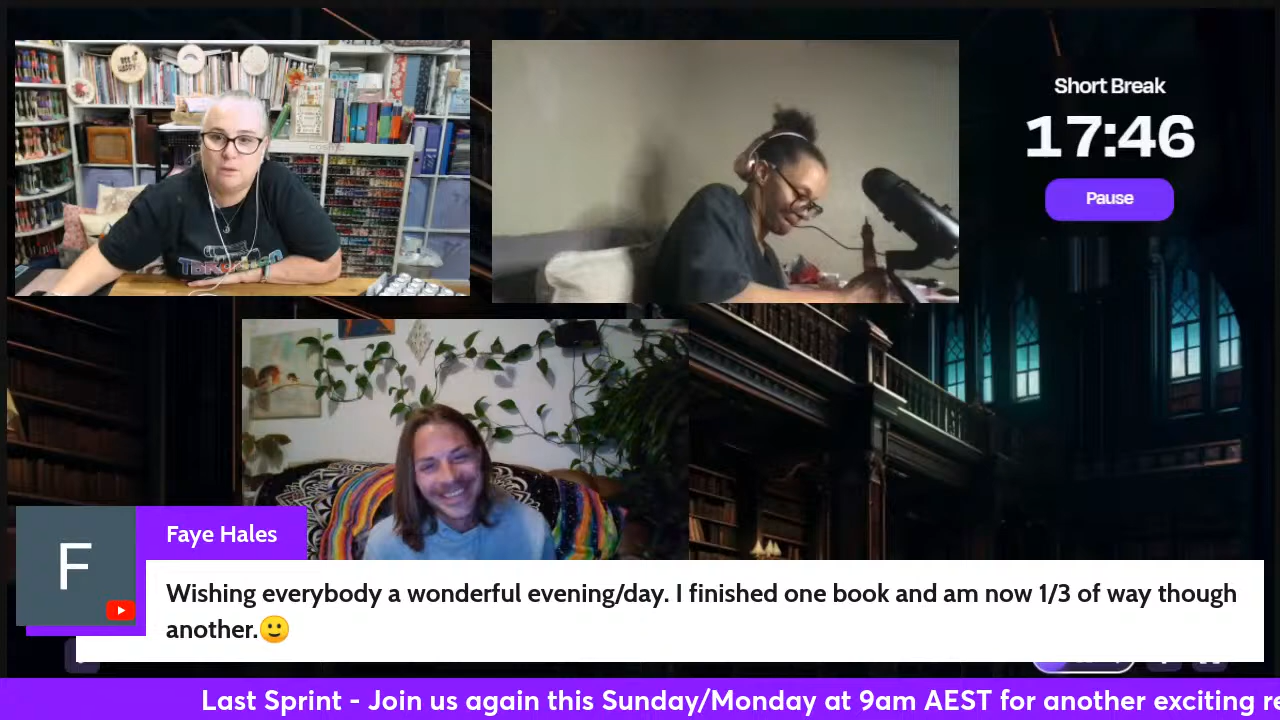 Short Break
17:46
Pause
Faye Hales
F
Wishing everybody a wonderful evening/day. I finished one book and am now 1/3 of way though
another.🙂
Last Sprint - Join us again this Sunday/Monday at 9am AEST for another exciting re